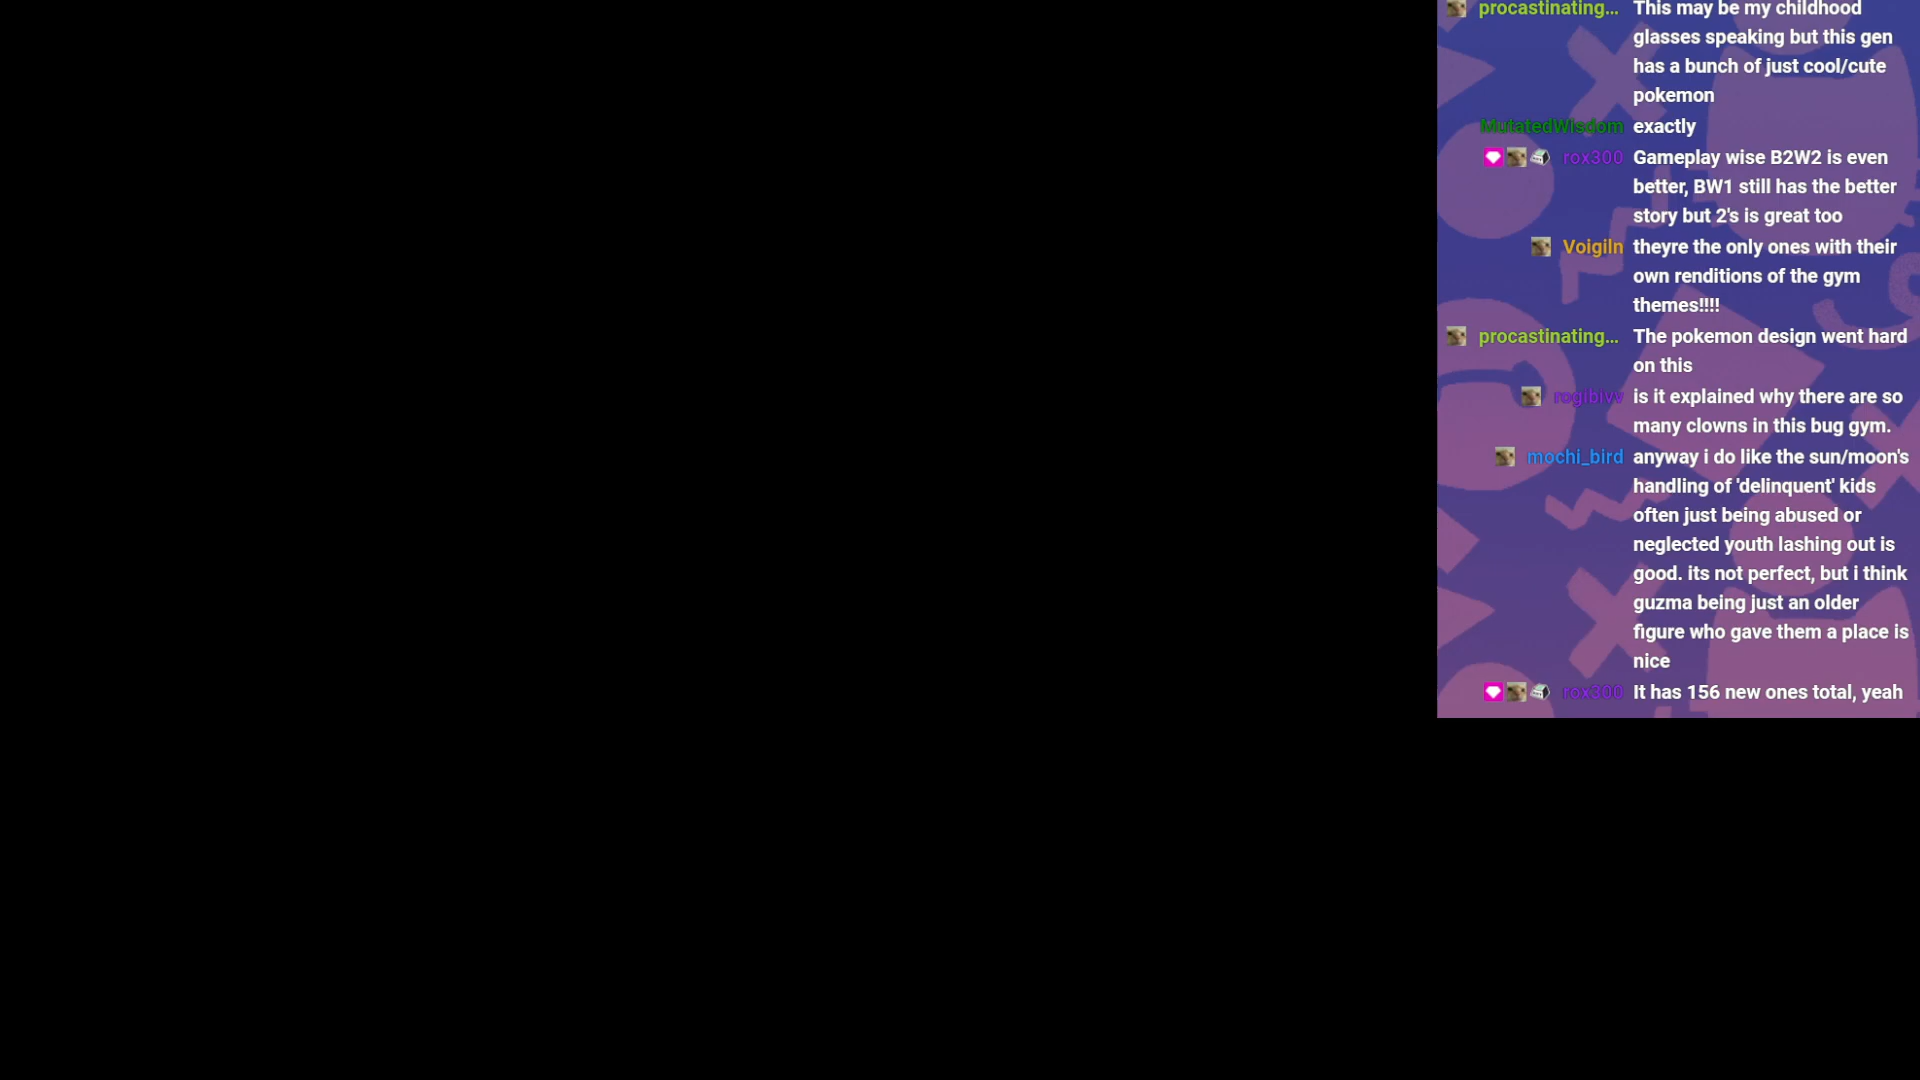 procastinating... This may be my childhood
glasses speaking but this gen
has a bunch of just cool/cute
pokemon
MutatedWisdom exactly
rox300 Gameplay wise B2W2 is even
better, BW1 still has the better
story but 2's is great too
Voigiln theyre the only ones with their
own renditions of the gym
themes!!!!
procastinating... The pokemon design went hard
on this
rogibivv is it explained why there are so
many clowns in this bug gym.
mochi_bird anyway i do like the sun/moon's
handling of 'delinquent' kids
often just being abused or
neglected youth lashing out is
good. its not perfect, but i think
guzma being just an older
figure who gave them a place is
nice
rox300 It has 156 new ones total, yeah